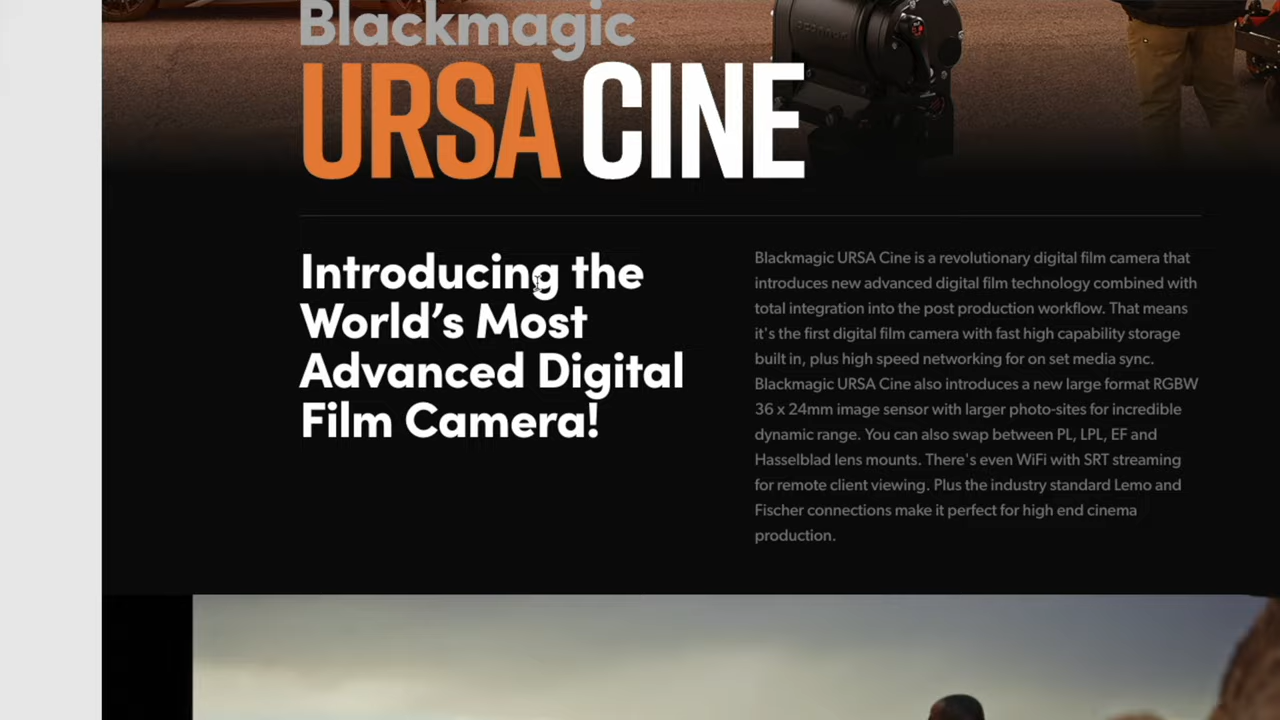 Blackmagic
URSA CINE
Introducing the
World’s Most
Advanced Digital
Film Camera!
Blackmagic URSA Cine is a revolutionary digital film camera that
introduces new advanced digital film technology combined with
total integration into the post production workflow. That means
it's the first digital film camera with fast high capability storage
built in, plus high speed networking for on set media sync.
Blackmagic URSA Cine also introduces a new large format RGBW
36 x 24mm image sensor with larger photo-sites for incredible
dynamic range. You can also swap between PL, LPL, EF and
Hasselblad lens mounts. There's even WiFi with SRT streaming
for remote client viewing. Plus the industry standard Lemo and
Fischer connections make it perfect for high end cinema
production.